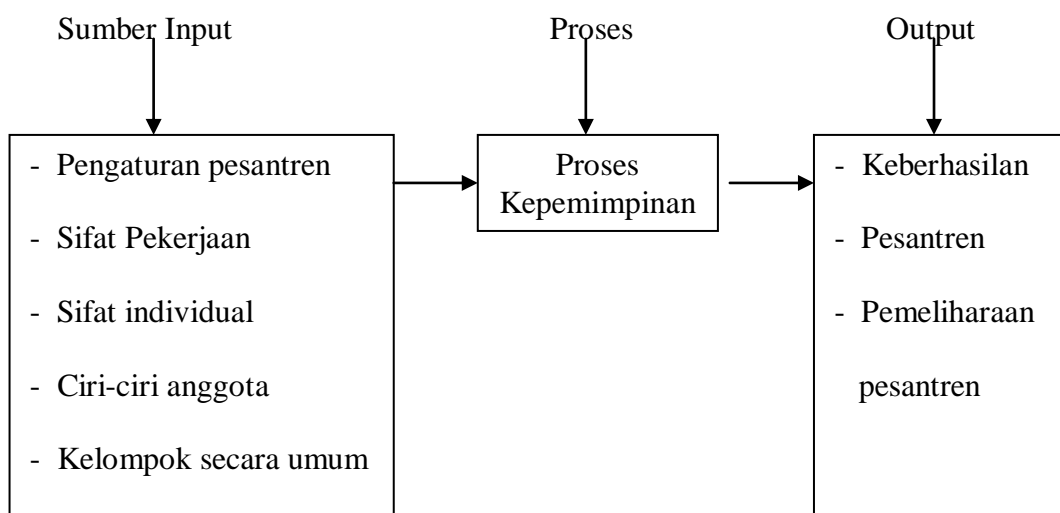 Sumber Input
Proses
Output
- Pengaturan pesantren
- Sifat Pekerjaan
- Sifat individual
- Ciri-ciri anggota
- Kelompok secara umum
Proses
Kepemimpinan
- Keberhasilan
- Pesantren
- Pemeliharaan
pesantren